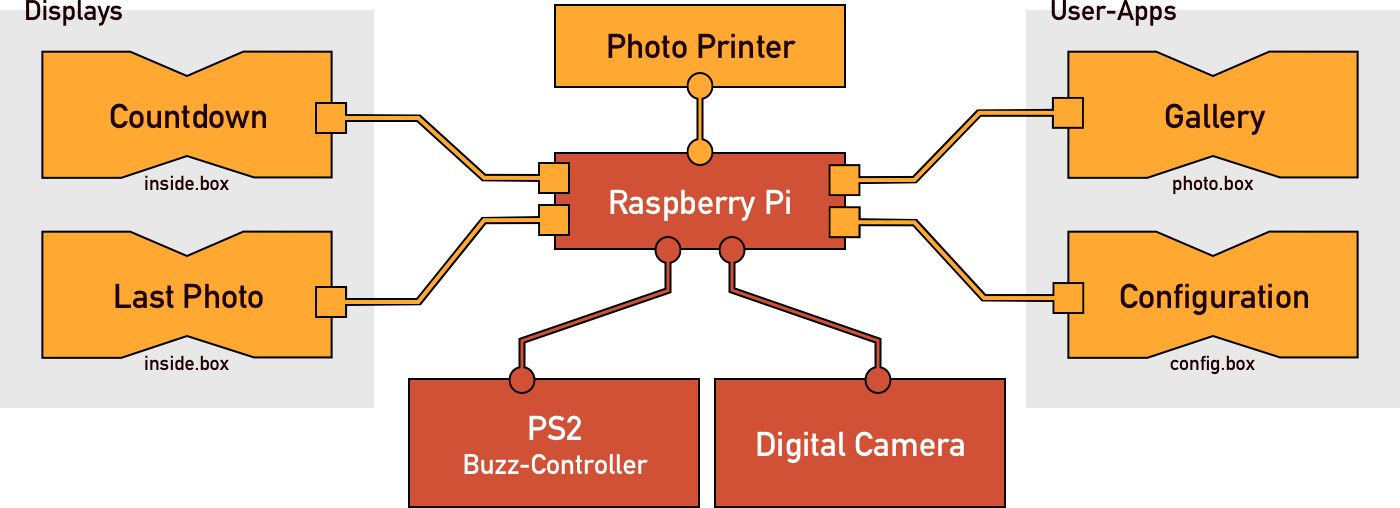 Displays
Countdown
inside.box
Last Photo
inside.box
Photo Printer
Raspberry Pi
PS2
Buzz-Controller
Digital Camera
User-Apps
Gallery
photo.box
Configuration
config.box